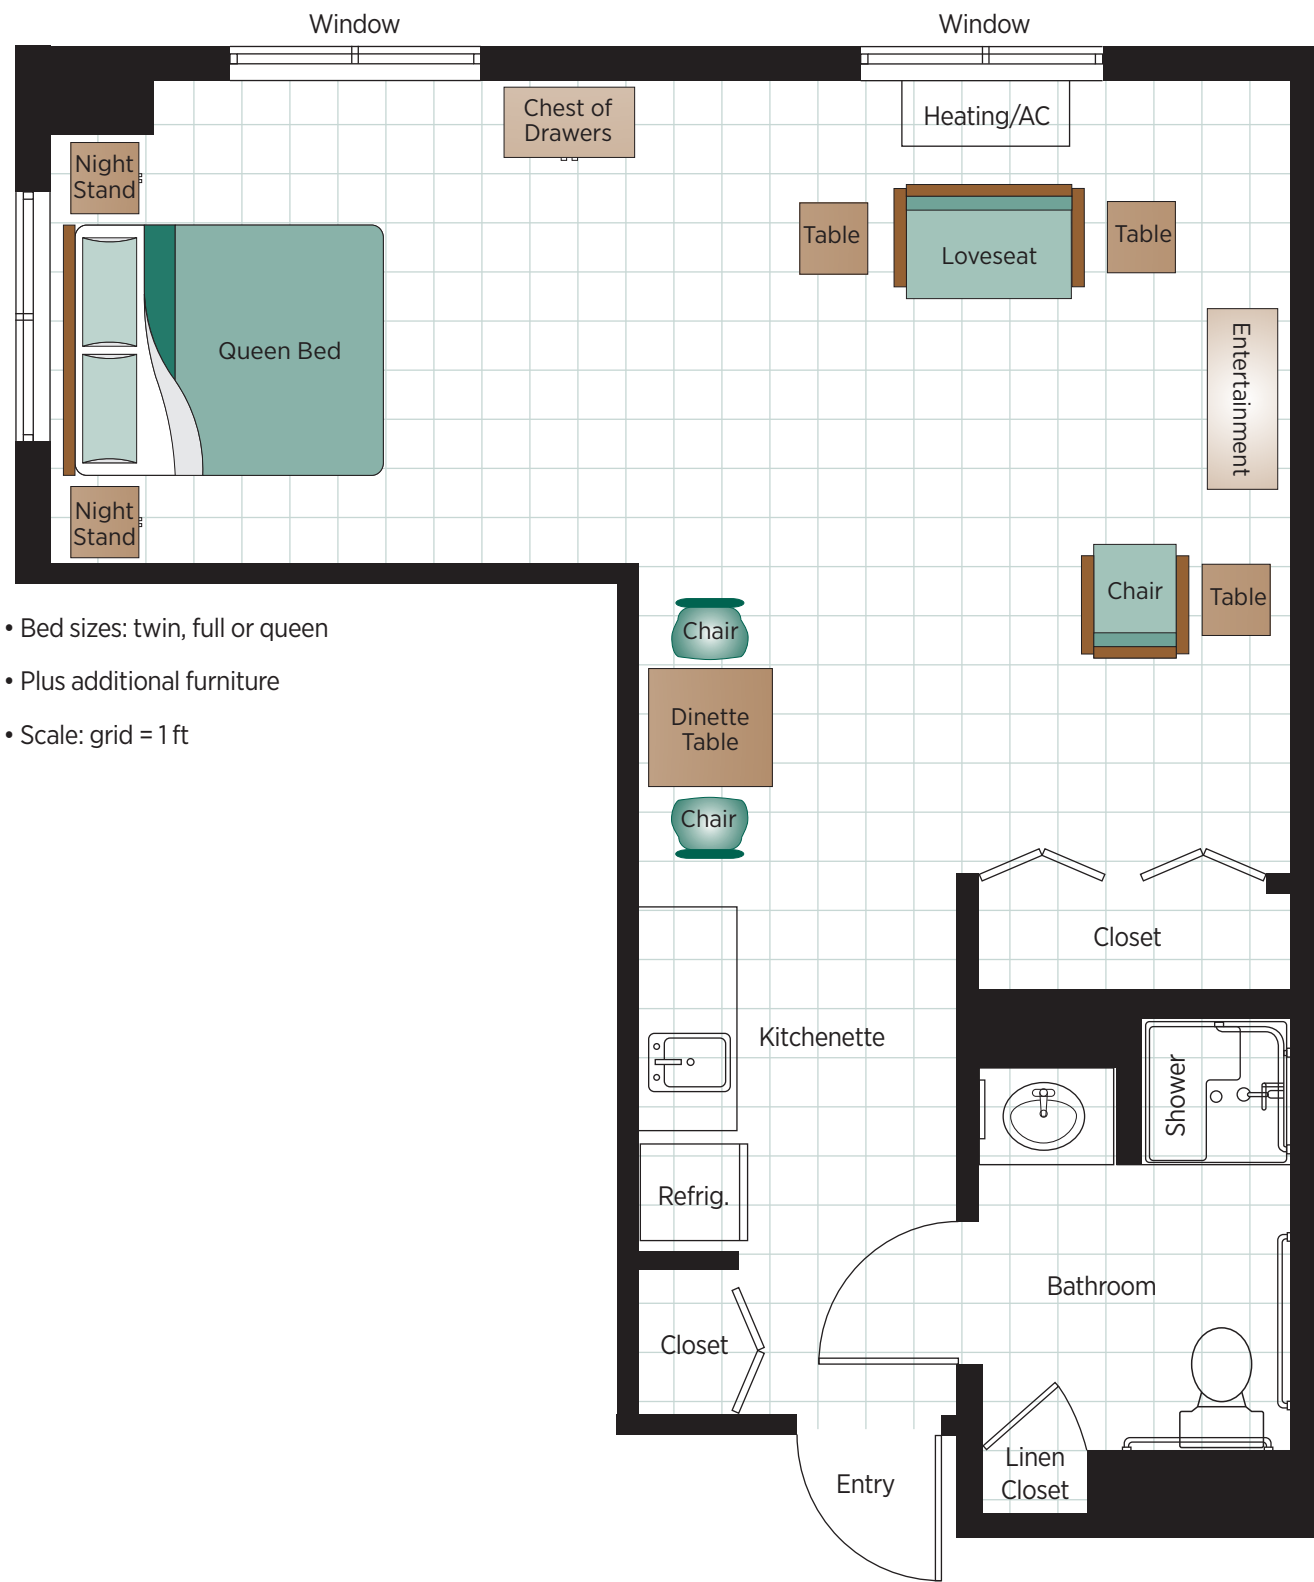 Window
Window
Chest of
Drawers
Heating/AC
Night
Stand
Table
Loveseat
Table
Queen Bed
Entertainment
Night
Stand
Chair
Table
Chair
• Bed sizes: twin, full or queen
• Plus additional furniture
• Scale: grid = 1 ft
Dinette
Table
Chair
Closet
Kitchenette
Shower
Refrig.
Bathroom
Closet
Entry
Linen
Closet